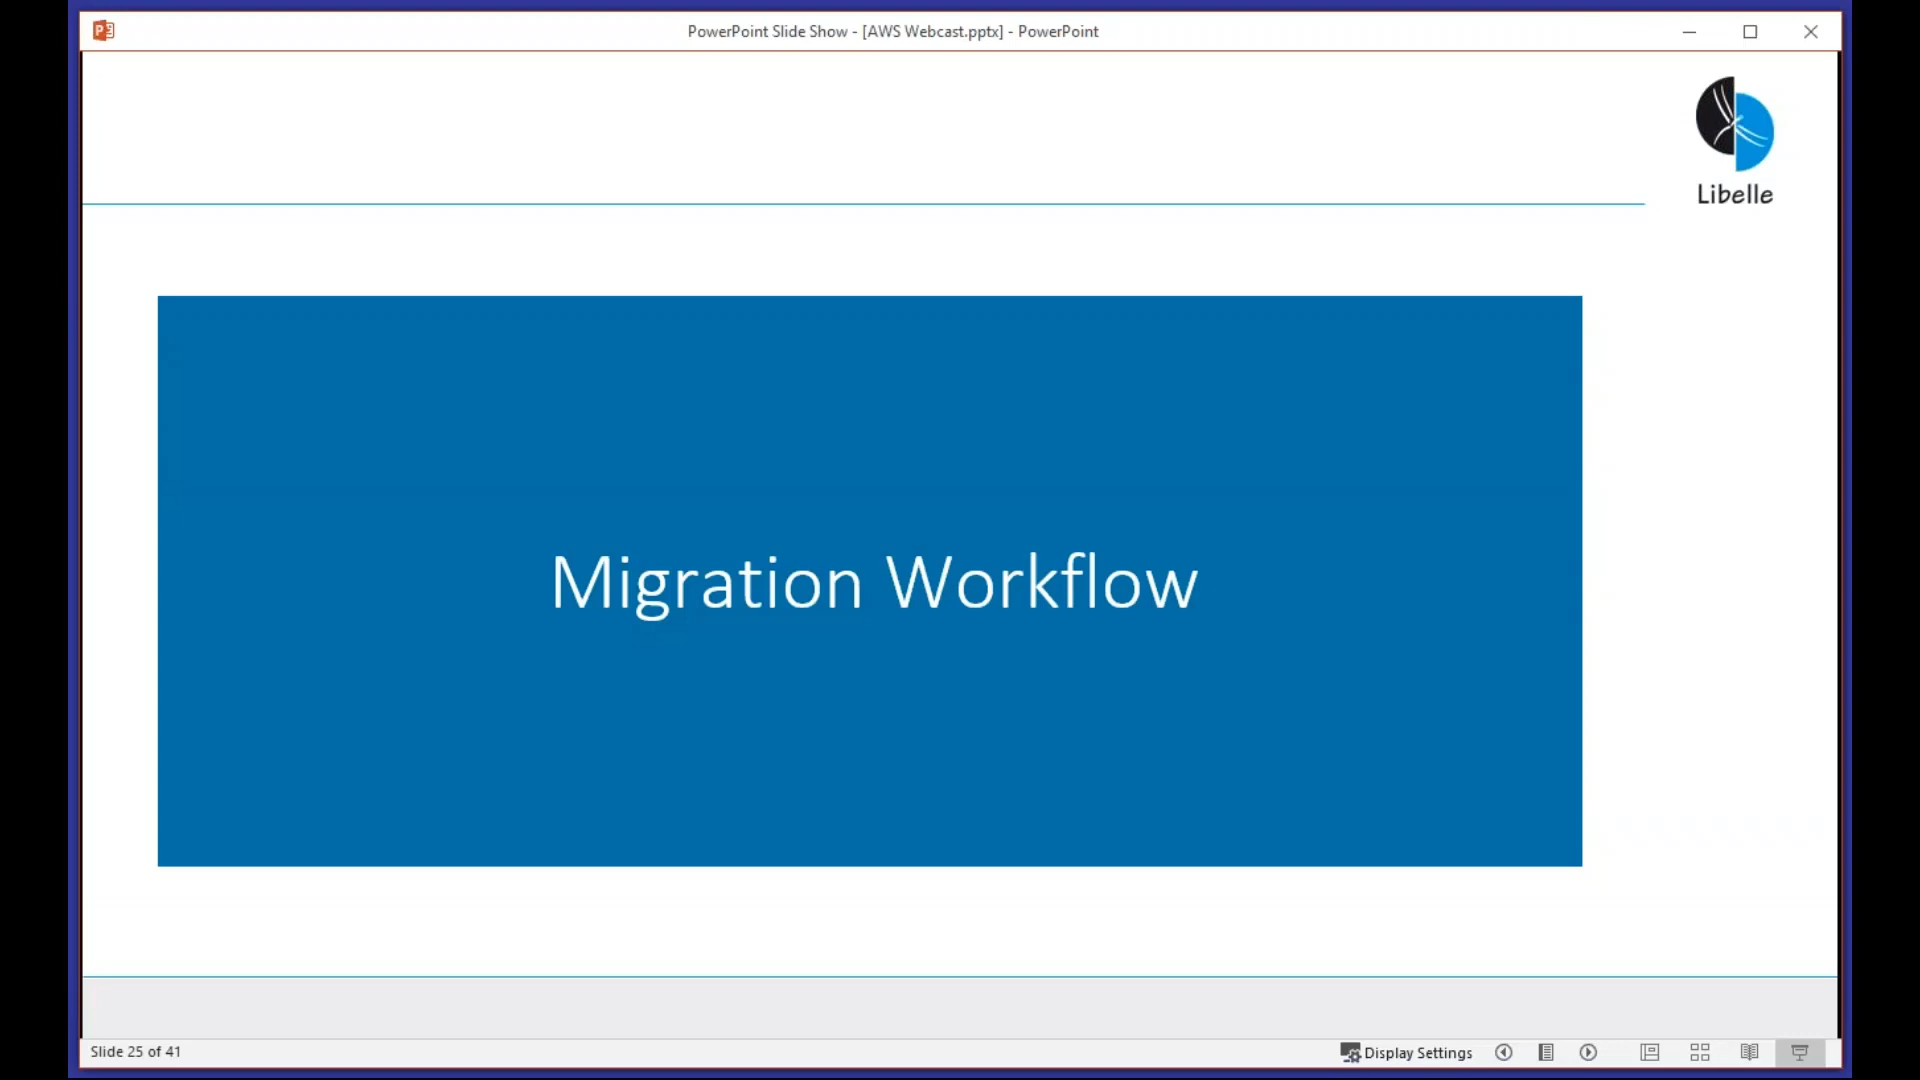 PowerPoint Slide Show - [AWS Webcast.pptx] - PowerPoint
Libelle
Migration Workflow
Slide 25 of 41
Display Settings